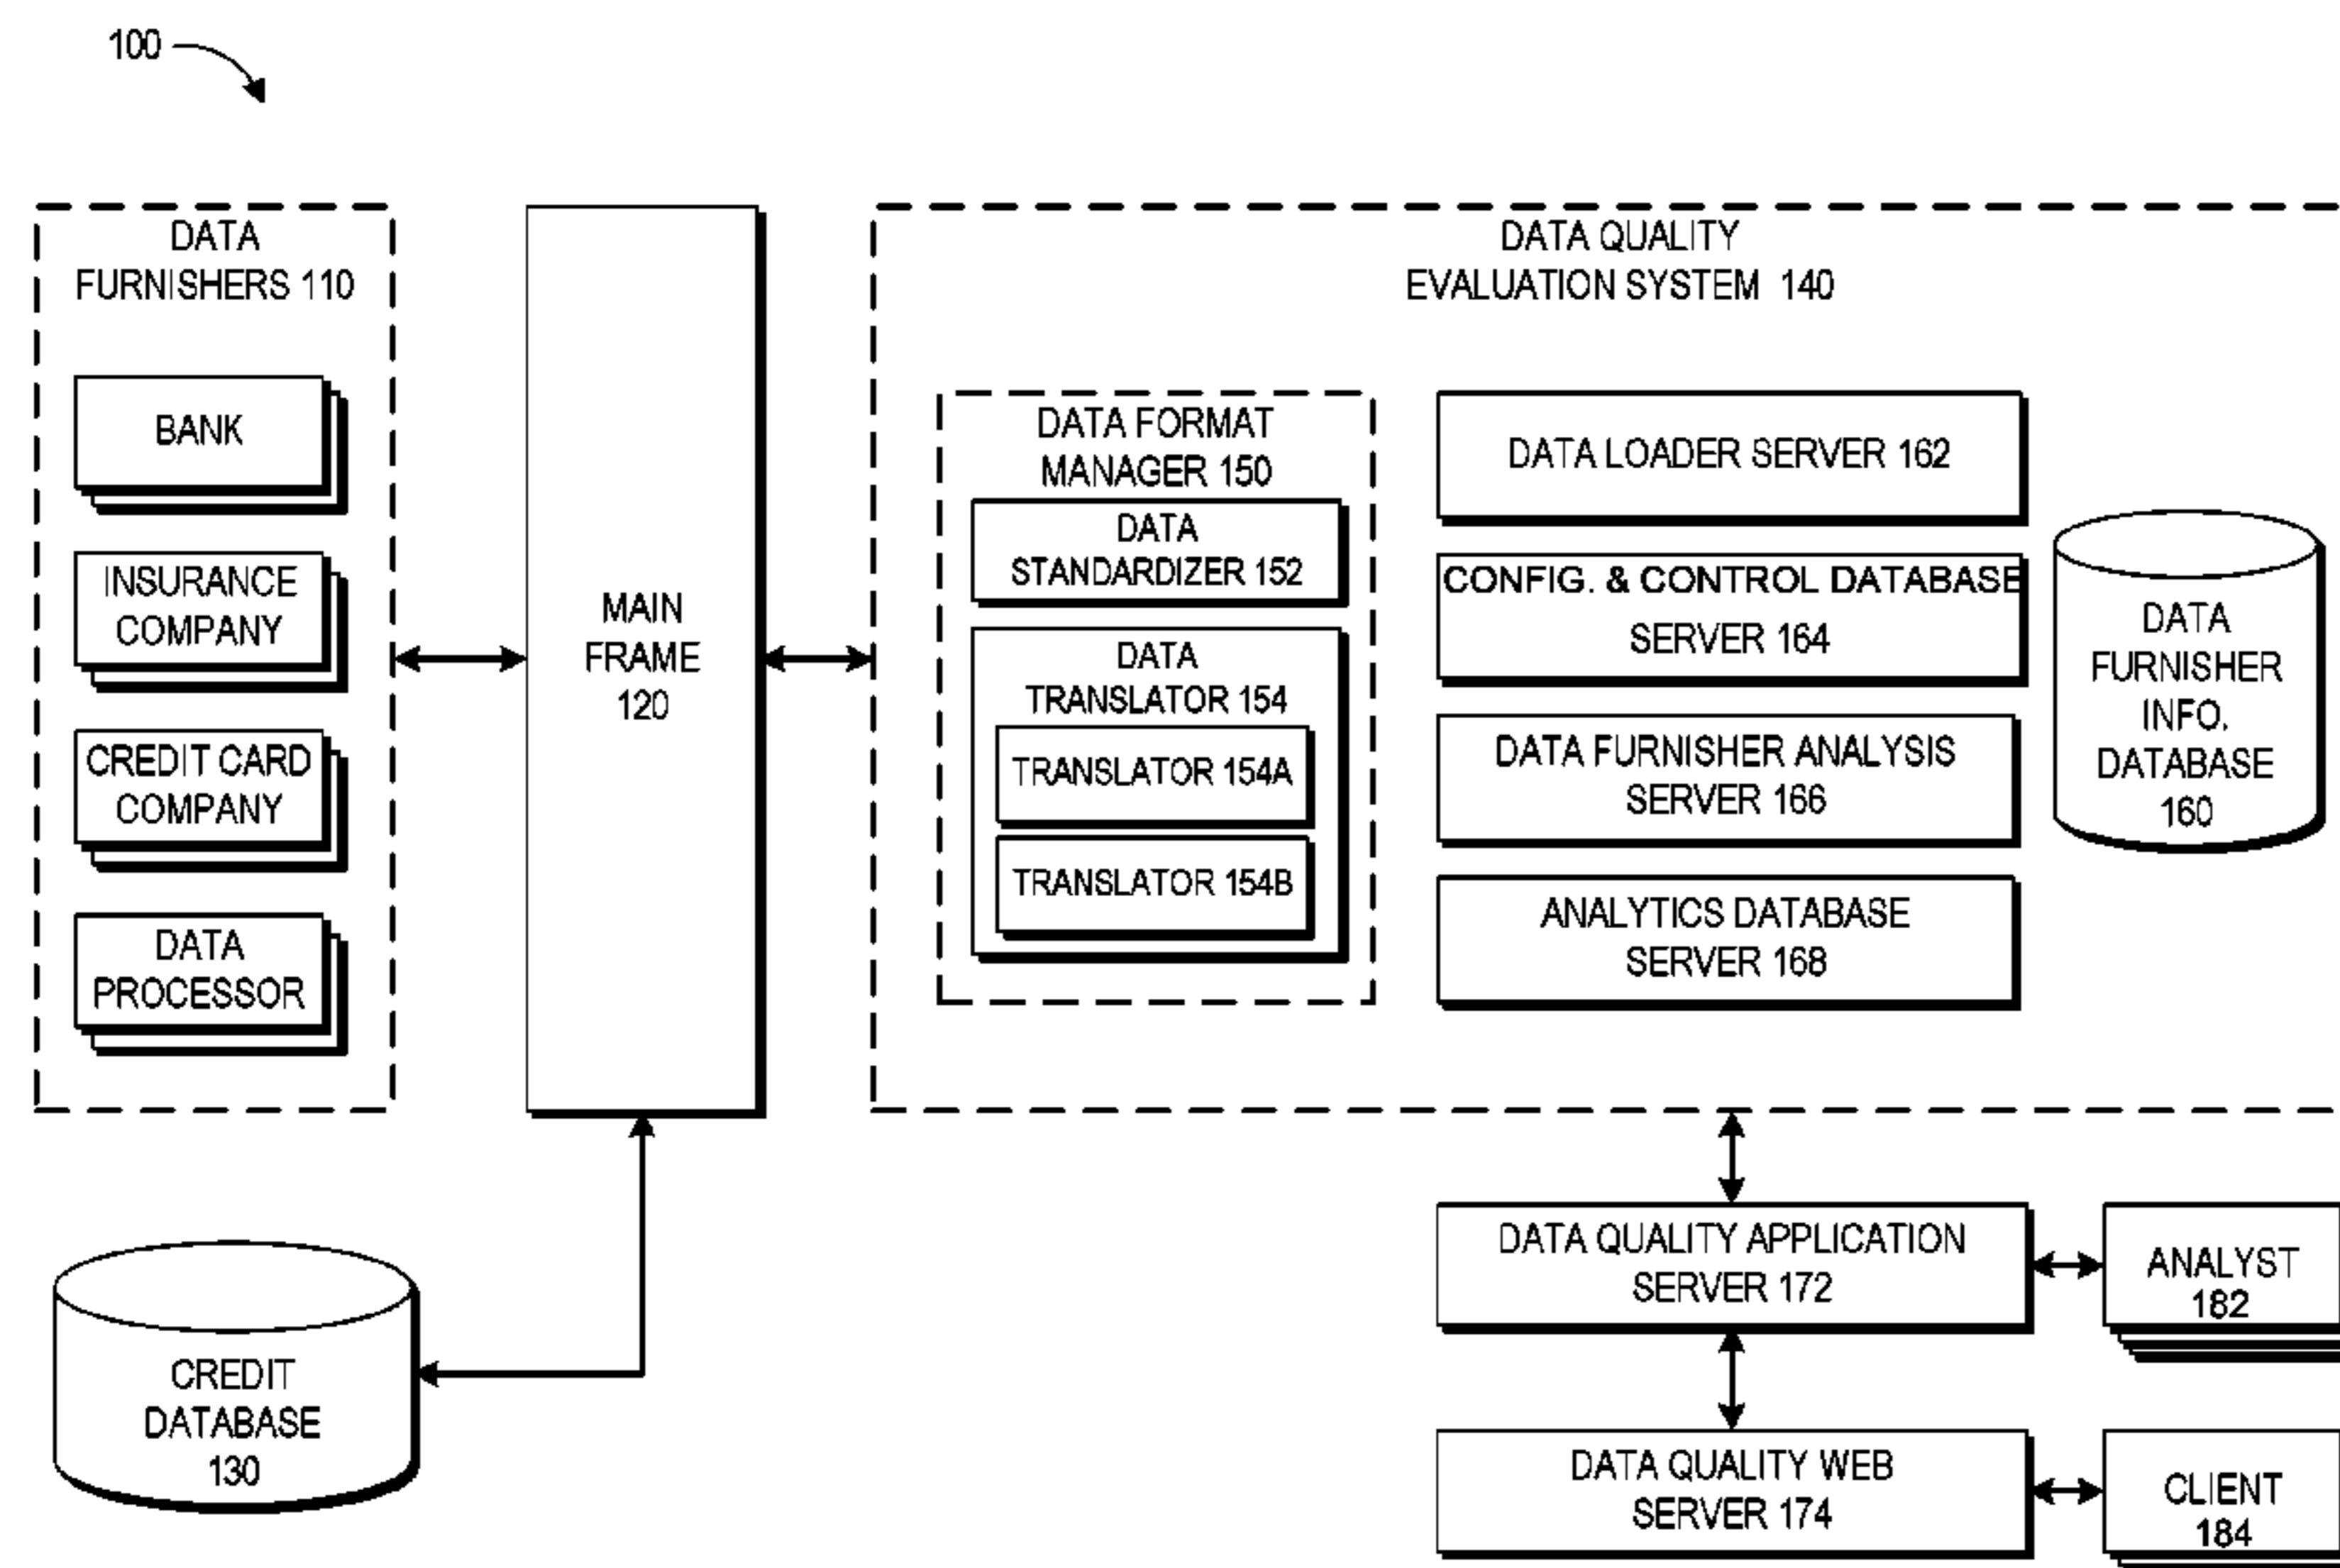 100
DATA
FURNISHERS 110
BANK
INSURANCE
COMPANY
CREDIT CARD
COMPANY
DATA
PROCESSOR
MAIN
FRAME
120
CREDIT
DATABASE
130
DATA QUALITY
EVALUATION SYSTEM 140
DATA FORMAT
MANAGER 150
DATA
STANDARDIZER 152
DATA
TRANSLATOR 154
TRANSLATOR 154A
TRANSLATOR 154B
DATA LOADER SERVER 162
CONFIG. & CONTROL DATABASE
SERVER 164
DATA FURNISHER ANALYSIS
SERVER 166
ANALYTICS DATABASE
SERVER 168
DATA
FURNISHER
INFO.
DATABASE
160
DATA QUALITY APPLICATION
SERVER 172
ANALYST
182
DATA QUALITY WEB
SERVER 174
CLIENT
184